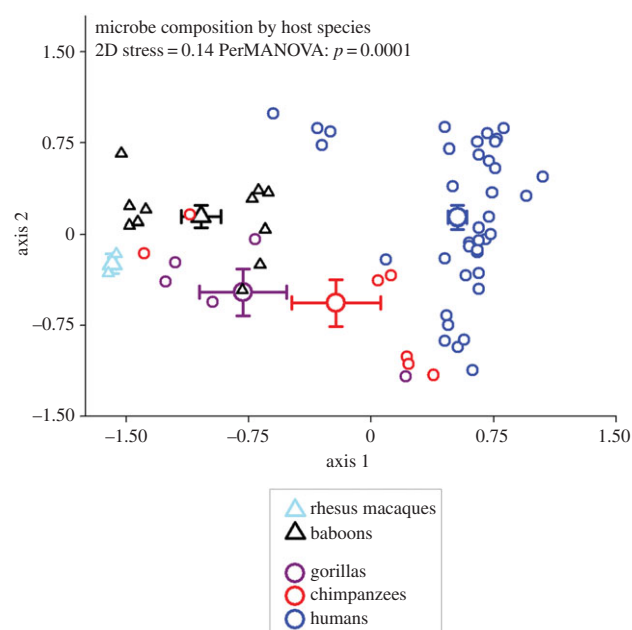 microbe composition by host species
2D stress = 0.14 PerMANOVA: p = 0.0001
1.50
0.75
0
−0.75
−1.50
axis 2
−1.50 −0.75 0 0.75 1.50
axis 1
rhesus macaques
baboons
gorillas
chimpanzees
humans